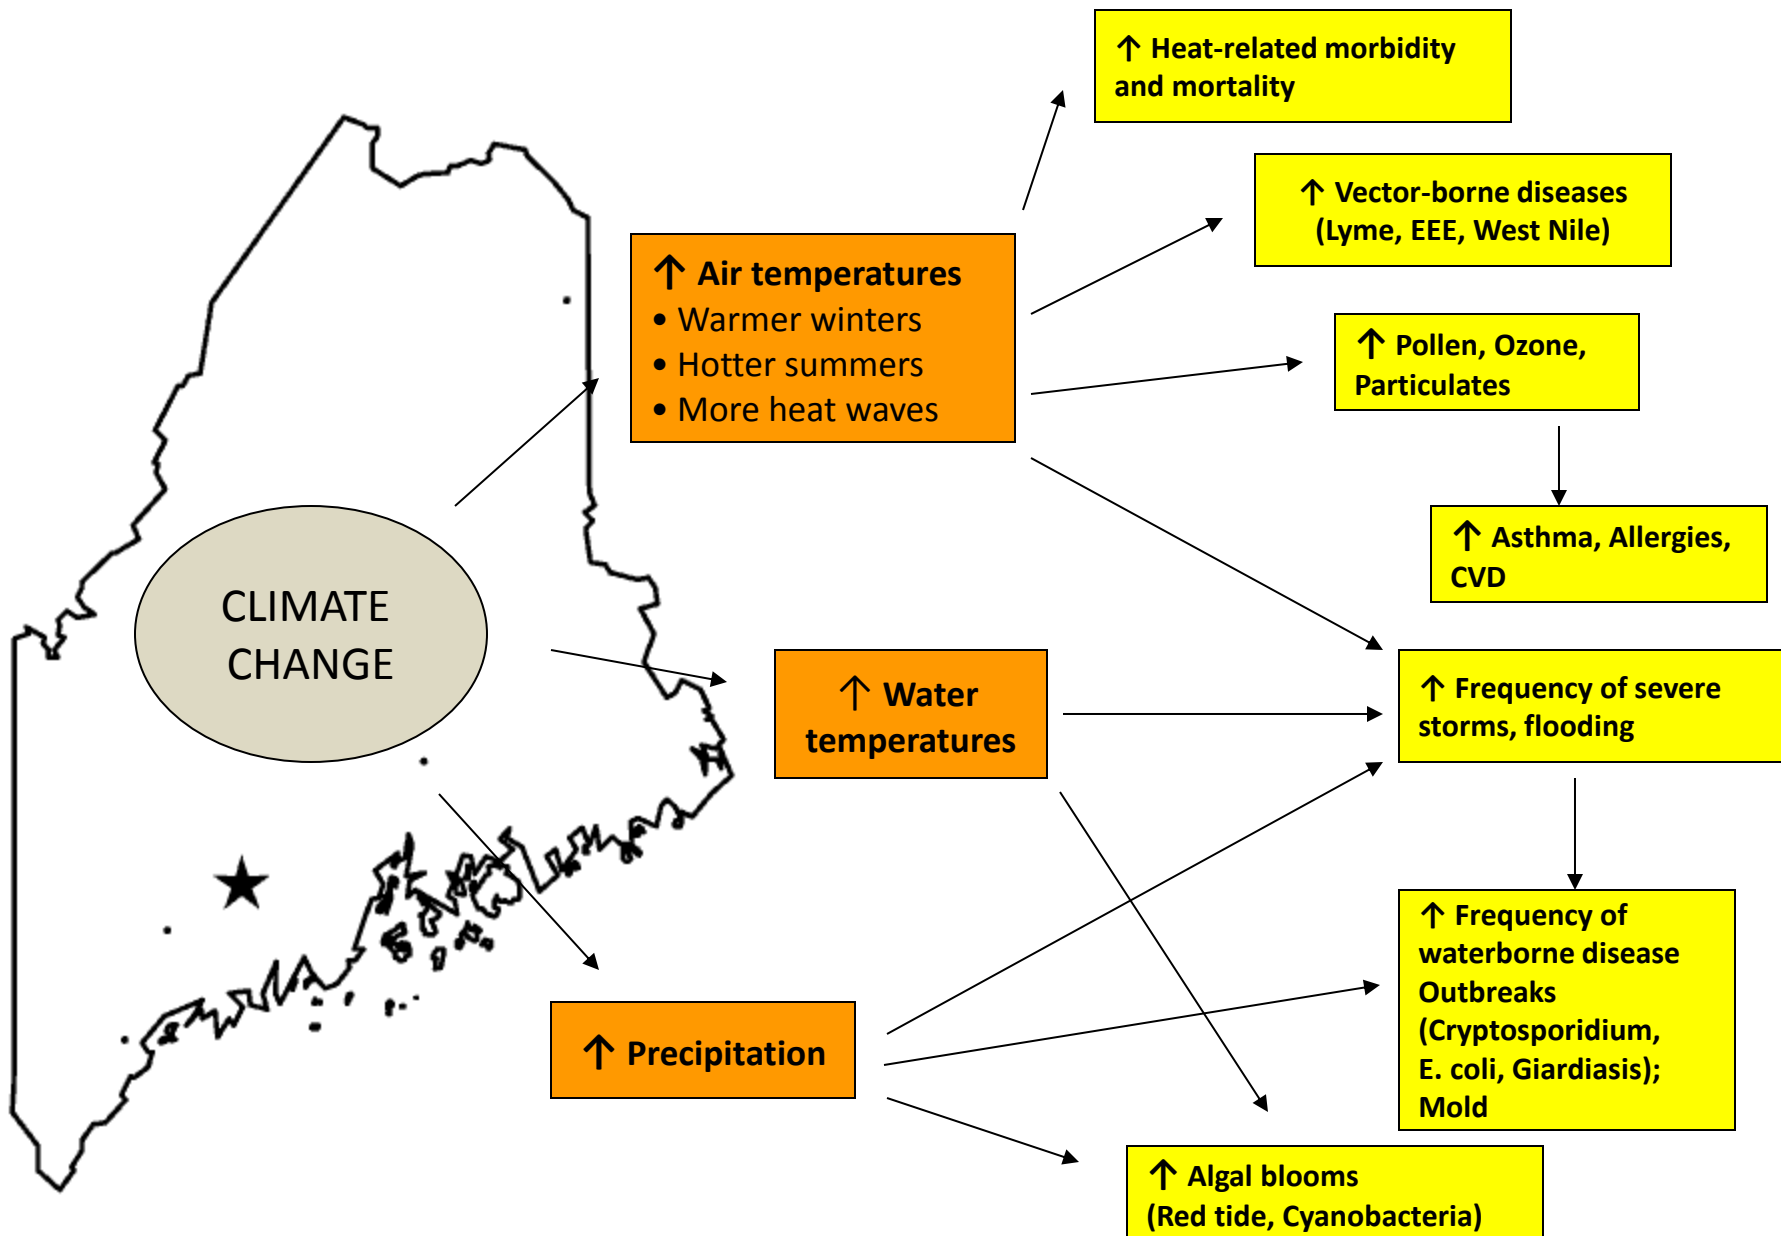 ↑ Heat-related morbidity
and mortality
↑ Vector-borne diseases
(Lyme, EEE, West Nile)
↑ Air temperatures
• Warmer winters
• Hotter summers
• More heat waves
↑ Pollen, Ozone,
Particulates
↑ Asthma, Allergies,
CVD
CLIMATE
CHANGE
↑ Water
temperatures
↑ Frequency of severe
storms, flooding
↑ Precipitation
↑ Frequency of
waterborne disease
Outbreaks
(Cryptosporidium,
E. coli, Giardiasis);
Mold
↑ Algal blooms
(Red tide, Cyanobacteria)